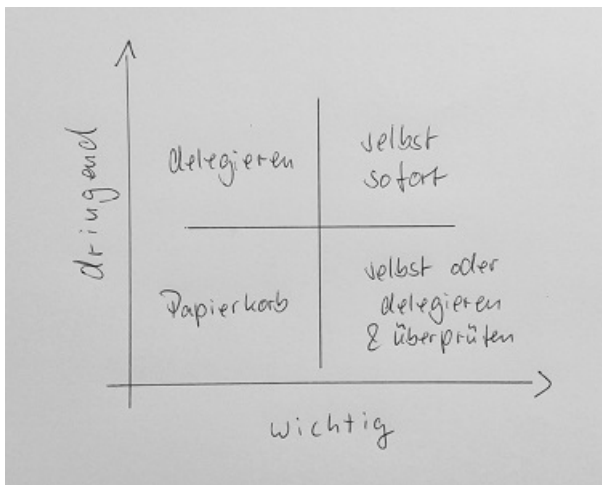 dringend
delegieren
selbst
sofort
Papierkorb
selbst oder
delegieren
& überprüfen
wichtig